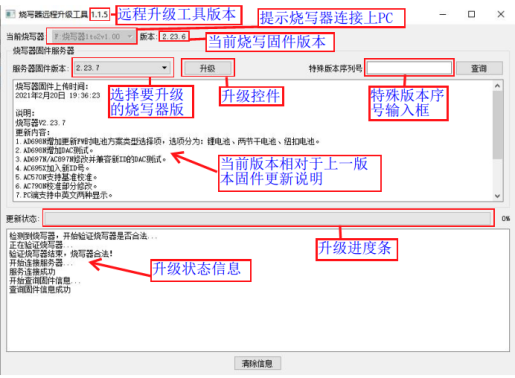 烧写器远程升级工具 1.1.5
远程升级工具版本
提示烧写器连接上PC
当前烧写器: F:烧写器1to2×1.00 版本: 2.23.6
当前烧写固件版本
烧写器固件服务器
服务器固件版本: 2.23.7 升级 特殊版本序列号 查询
选择要升级的烧写器版
升级控件
特殊版本序号输入框
烧写器固件上传时间:
2021年2月20日 19:36:23
说明:
烧写器V2.23.7
更新内容:
1.AD698N增加更新PMU电池方案类型选择项，选项分为: 锂电池、两节干电池、纽扣电池。
2.AD696N增加DAC测试。
3.AD697N/AC897N修改并兼容新ID的DAC测试。
4.AC695X加入新ID号。
5.AC570N支持基准校准。
6.AC790N校准部分修改。
7.PC端支持中英文两种显示。
当前版本相对于上一版本固件更新说明
更新状态: 0%
升级进度条
检测到烧写器，开始验证烧写器是否合法...
正在验证烧写器...
验证烧写器结束，烧写器合法!
开始连接服务器...
服务连接成功
开始查询固件信息...
查询固件信息成功
升级状态信息
清除信息